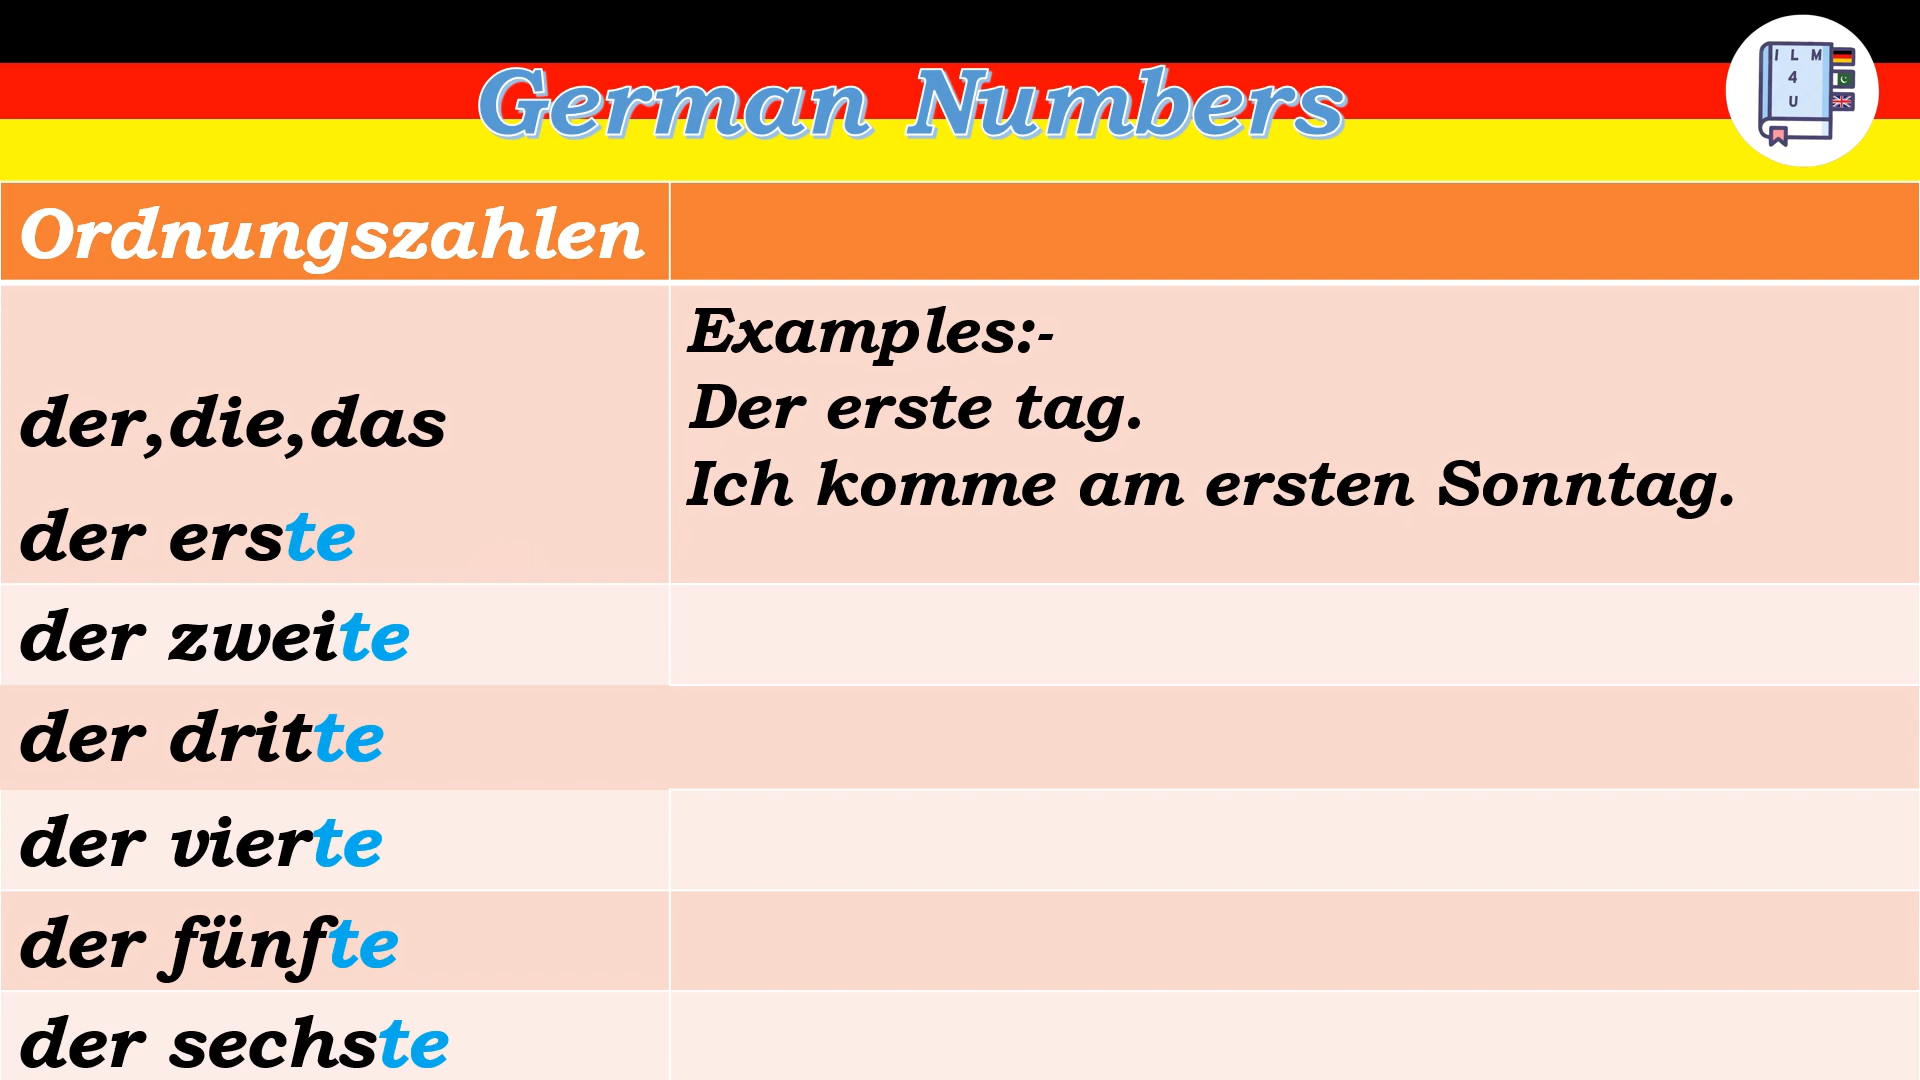 German Numbers
I L M
4
U
Ordnungszahlen
der,die,das
der erste
Examples:-
Der erste tag.
Ich komme am ersten Sonntag.
der zweite
der dritte
der vierte
der fünfte
der sechste